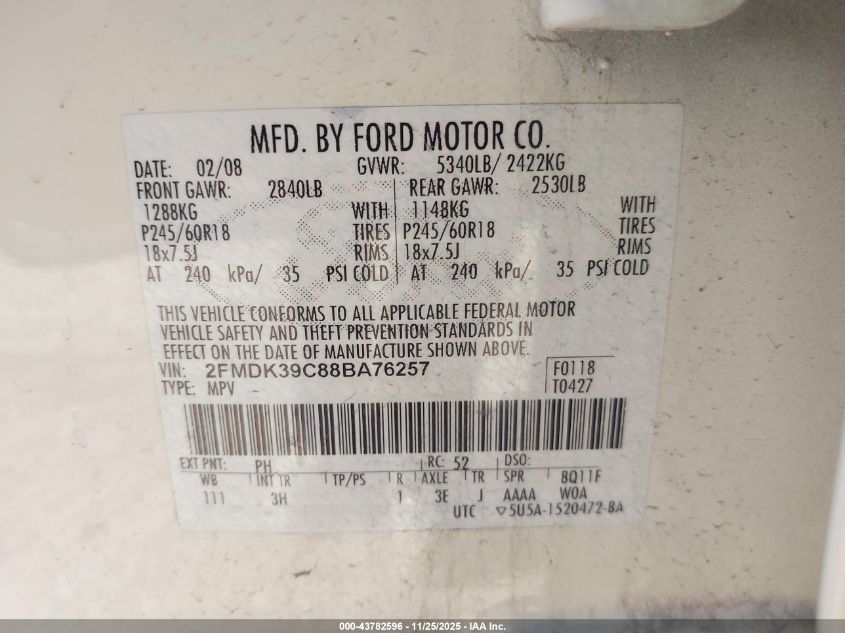 MFD. BY FORD MOTOR CO.
DATE: 02/08 GVWR: 5340LB/ 2422KG
FRONT GAWR: 2840LB REAR GAWR: 2530LB
1288KG WITH 1148KG WITH
P245/60R18 TIRES P245/60R18 TIRES
18x7.5J RIMS 18x7.5J RIMS
AT 240 kPa/ 35 PSI COLD AT 240 kPa/ 35 PSI COLD
THIS VEHICLE CONFORMS TO ALL APPLICABLE FEDERAL MOTOR
VEHICLE SAFETY AND THEFT PREVENTION STANDARDS IN
EFFECT ON THE DATE OF MANUFACTURE SHOWN ABOVE.
VIN: 2FMDK39C88BA76257 F0118
TYPE: MPV T0427
EXT PNT: PH RC: 52 DSO:
WB INT TR TP/PS R AXLE TR SPR 8Q11F
111 3H 1 3E J AAAA WOA
UTC ▽5U5A-1520472-BA
000-43782596 - 11/25/2025 - IAA Inc.